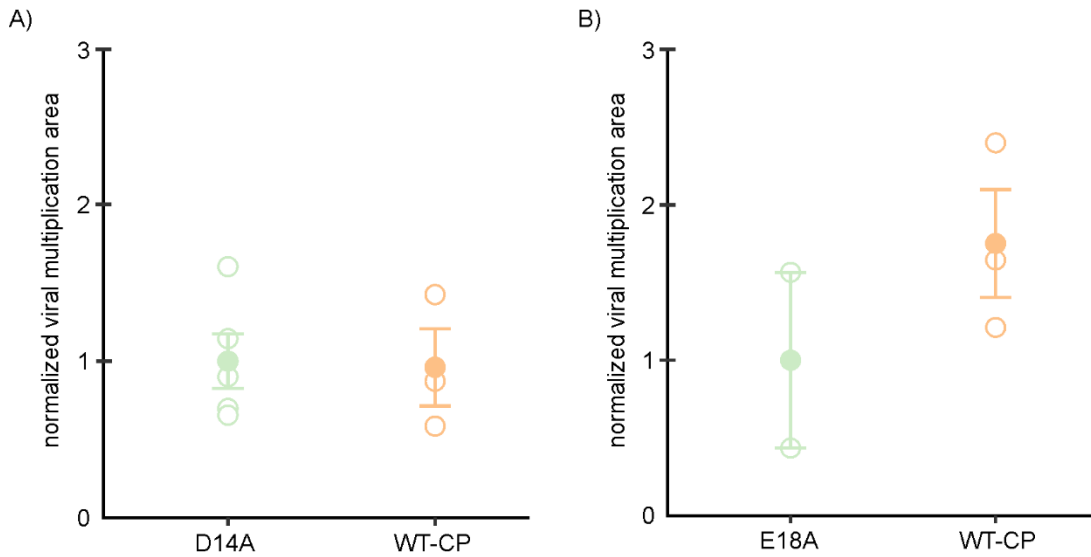 A)
normalized viral multiplication area
3
2
1
0
D14A WT-CP
B)
normalized viral multiplication area
3
2
1
0
E18A WT-CP